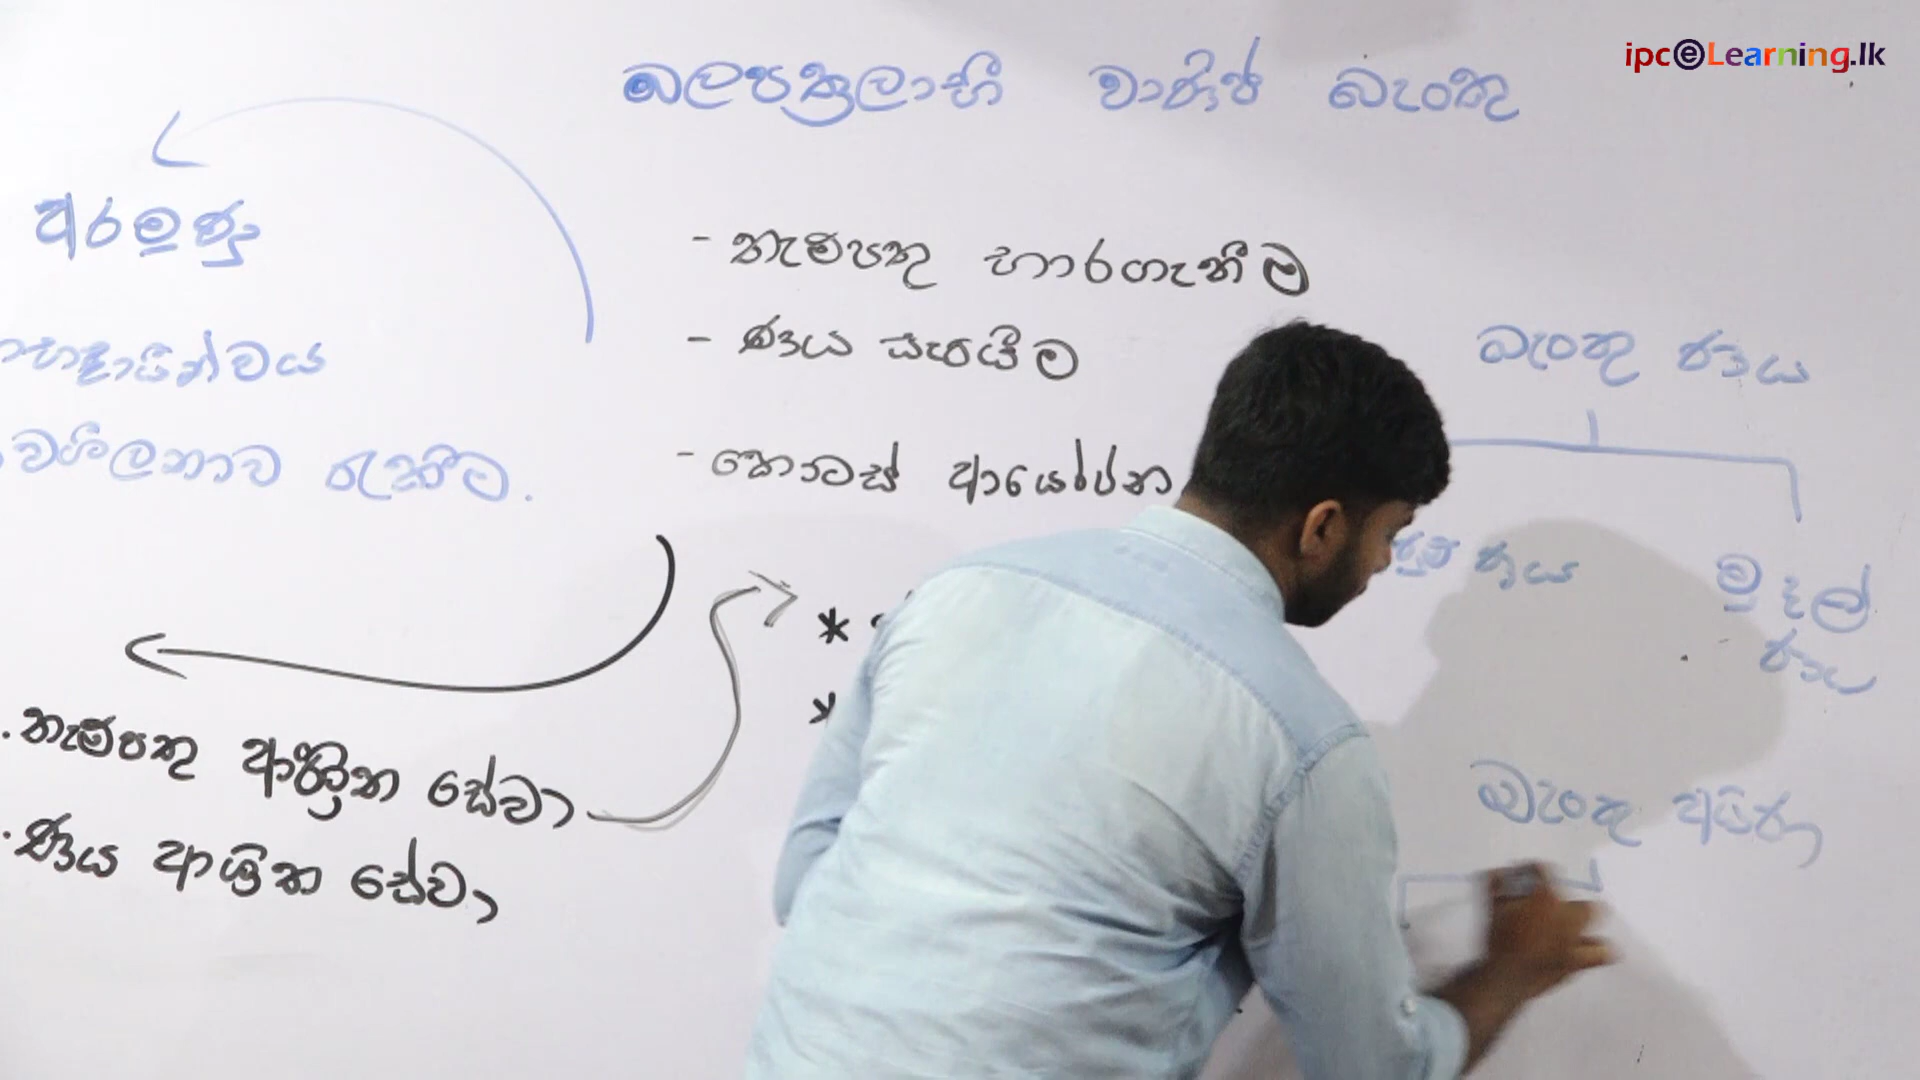 ipc e Learning.lk
බලපත්‍රලාභී වාණිජ බැංකු
අරමුණු
රැකීම.
- තැම්පතු භාරගැනීම
- ණය සැපයීම
- කොටස් ආයෝජන
*
*
. තැම්පතු ආශ්‍රිත සේවා
. ණය ආශ්‍රිත සේවා
බැංකු ණය
මුදල්
ණය
බැංකු අයිරා